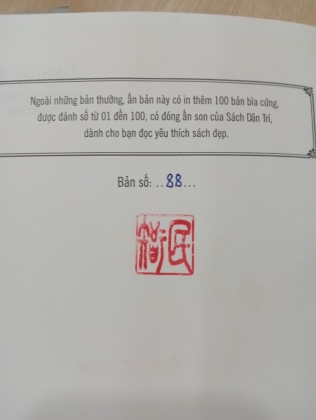 Ngoài những bản thường, ấn bản này có in thêm 100 bản bìa cứng,
được đánh số từ 01 đến 100, có đóng ấn son của Sách Dân Trí,
dành cho bạn đọc yêu thích sách đẹp.
Bản số: ..88...
民智